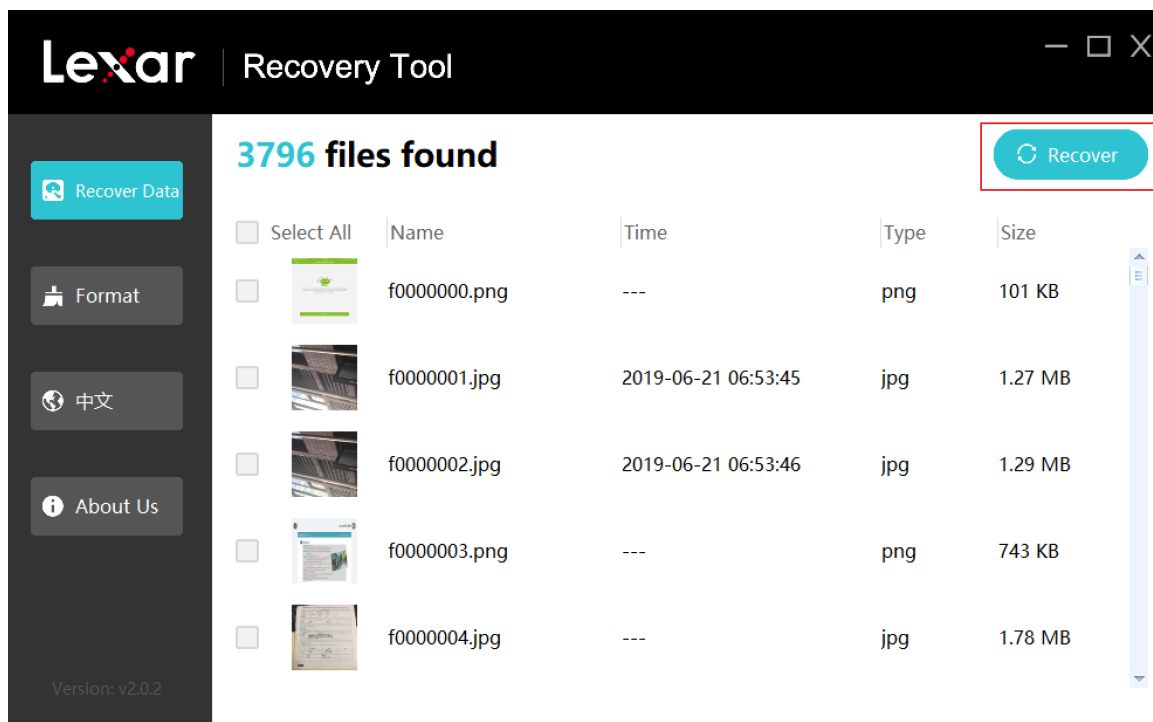 Lexar Recovery Tool
3796 files found
Recover
Recover Data
Format
中文
About Us
Version: v2.0.2
Select All Name Time Type Size
f0000000.png --- png 101 KB
f0000001.jpg 2019-06-21 06:53:45 jpg 1.27 MB
f0000002.jpg 2019-06-21 06:53:46 jpg 1.29 MB
f0000003.png --- png 743 KB
f0000004.jpg --- jpg 1.78 MB